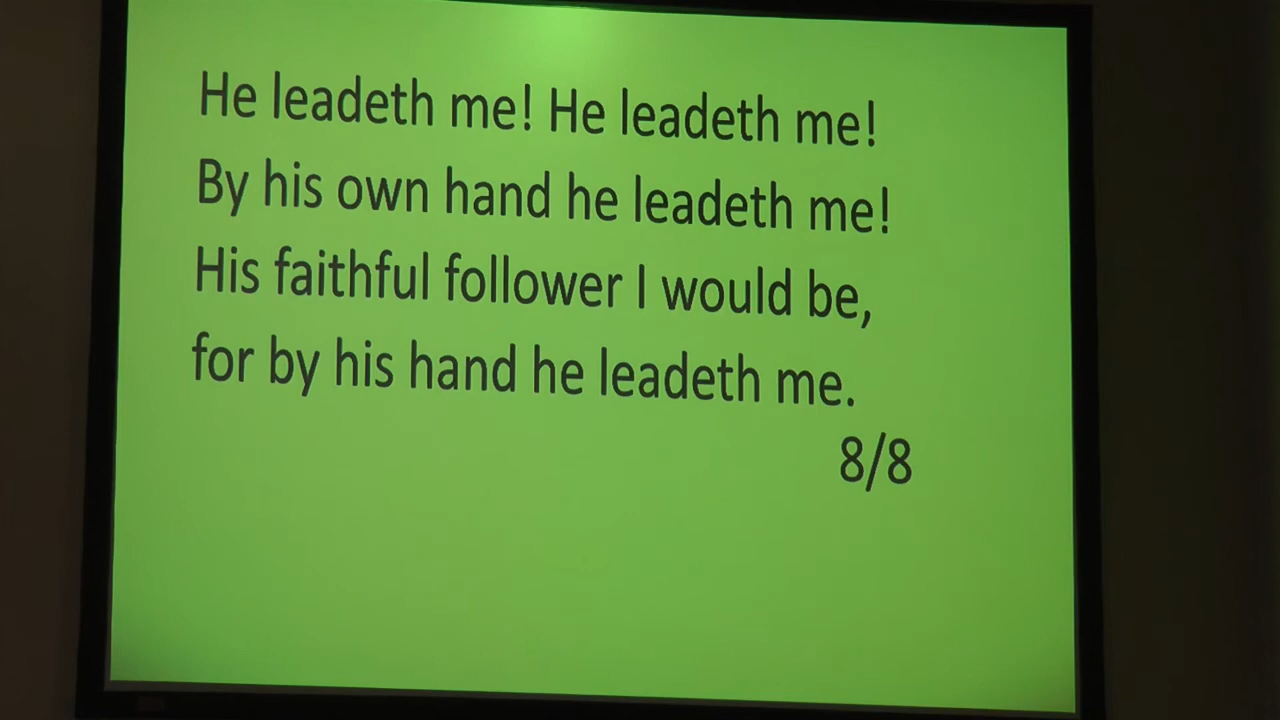 He leadeth me! He leadeth me!
By his own hand he leadeth me!
His faithful follower I would be,
for by his hand he leadeth me.
8/8